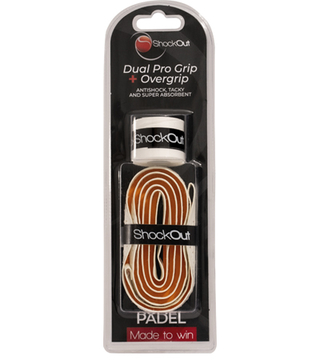 ShockOut
Dual Pro Grip
+ Overgrip
ANTISHOCK, TACKY
AND SUPER ABSORBENT
ShockOut
ShockOut
PADEL
Made to win